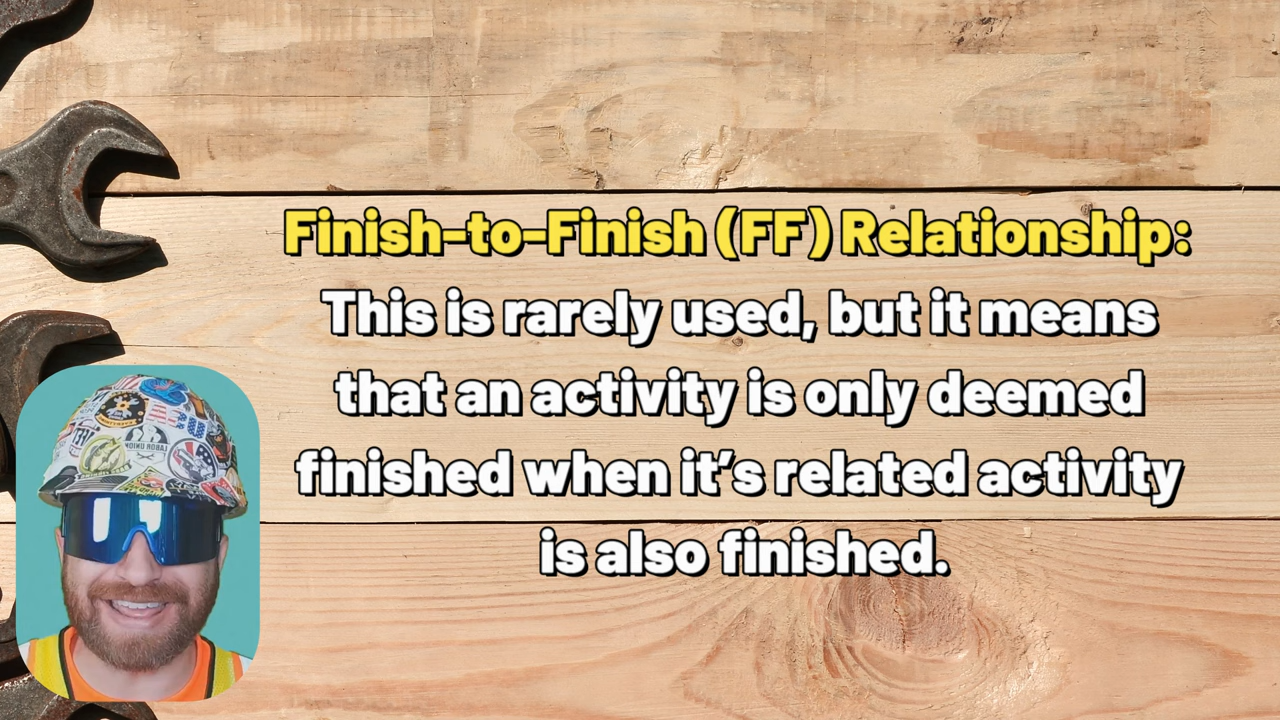 Finish-to-Finish (FF) Relationship:
This is rarely used, but it means
that an activity is only deemed
finished when it's related activity
is also finished.